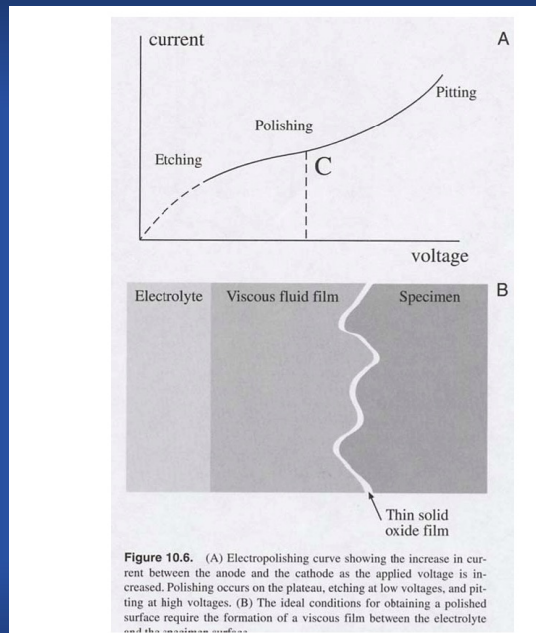 current
A
Pitting
Polishing
Etching
C
voltage
Electrolyte Viscous fluid film Specimen B
Thin solid
oxide film
Figure 10.6. (A) Electropolishing curve showing the increase in cur-
rent between the anode and the cathode as the applied voltage is in-
creased. Polishing occurs on the plateau, etching at low voltages, and pit-
ting at high voltages. (B) The ideal conditions for obtaining a polished
surface require the formation of a viscous film between the electrolyte